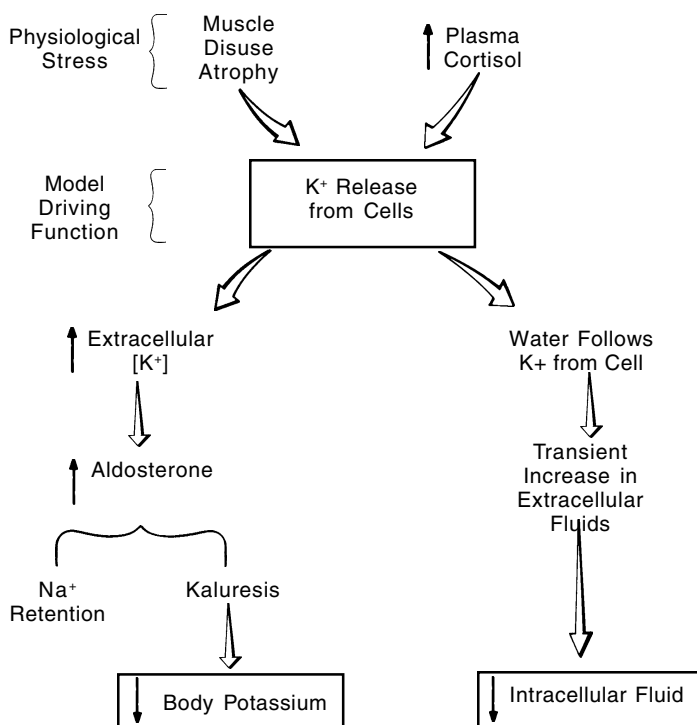 Physiological
Stress
Muscle
Disuse
Atrophy
Plasma
Cortisol
Model
Driving
Function
K⁺ Release
from Cells
Extracellular
[K⁺]
Water Follows
K+ from Cell
Aldosterone
Transient
Increase in
Extracellular
Fluids
Na⁺
Retention
Kaluresis
Body Potassium
Intracellular Fluid